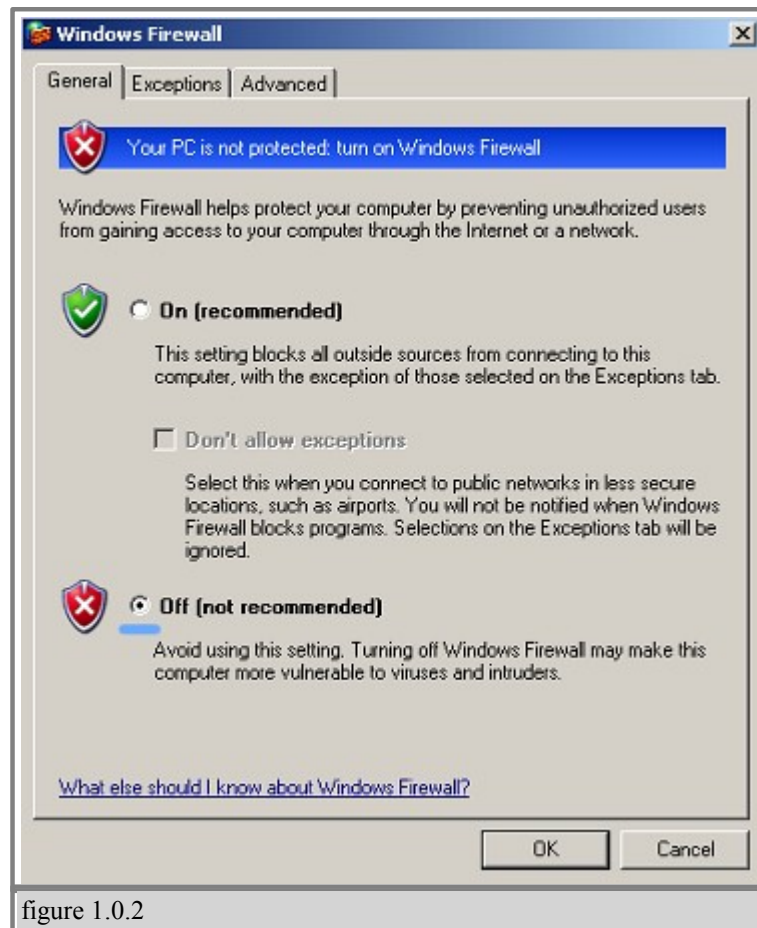 Windows Firewall
General
Exceptions
Advanced
Your PC is not protected: turn on Windows Firewall
Windows Firewall helps protect your computer by preventing unauthorized users
from gaining access to your computer through the Internet or a network.
On (recommended)
This setting blocks all outside sources from connecting to this
computer, with the exception of those selected on the Exceptions tab.
Don't allow exceptions
Select this when you connect to public networks in less secure
locations, such as airports. You will not be notified when Windows
Firewall blocks programs. Selections on the Exceptions tab will be
ignored.
Off (not recommended)
Avoid using this setting. Turning off Windows Firewall may make this
computer more vulnerable to viruses and intruders.
What else should I know about Windows Firewall?
OK
Cancel
figure 1.0.2